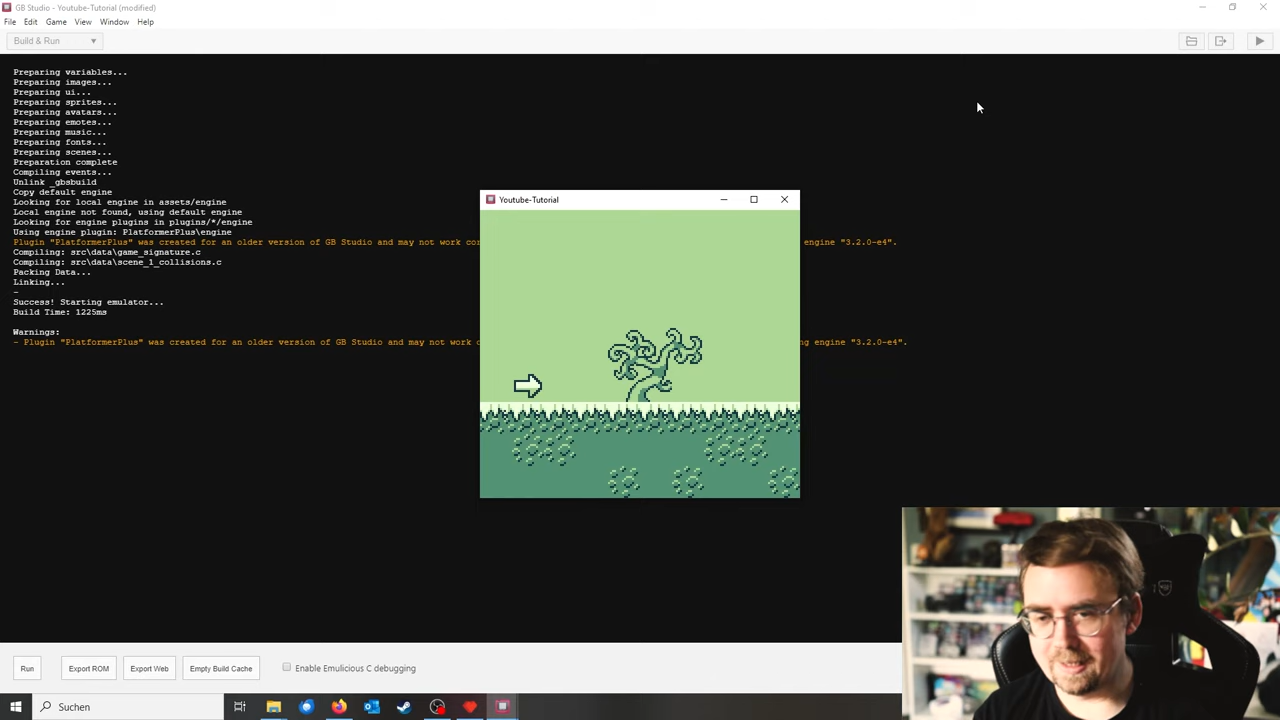 GB Studio - Youtube-Tutorial (modified)
File Edit Game View Window Help
Build & Run
Preparing variables...
Preparing images...
Preparing ui...
Preparing sprites...
Preparing avatars...
Preparing emotes...
Preparing music...
Preparing fonts...
Preparing scenes...
Preparation complete
Compiling events...
Unlink _gbsbuild
Copy default engine
Looking for local engine in assets/engine
Local engine not found, using default engine
Looking for engine plugins in plugins/*/engine
Using engine plugin: PlatformerPlus\engine
Plugin "PlatformerPlus" was created for an older version of GB Studio and may not work engine "3.2.0-e4".
Compiling: src\data\game_signature.c
Compiling: src\data\scene_1_collisions.c
Packing Data...
Linking...
-
Success! Starting emulator...
Build Time: 1225ms
Warnings:
- Plugin "PlatformerPlus" was created for an older version of GB Studio and may not work engine "3.2.0-e4".
Youtube-Tutorial
Run Export ROM Export Web Empty Build Cache Enable Emulicious C debugging
Suchen